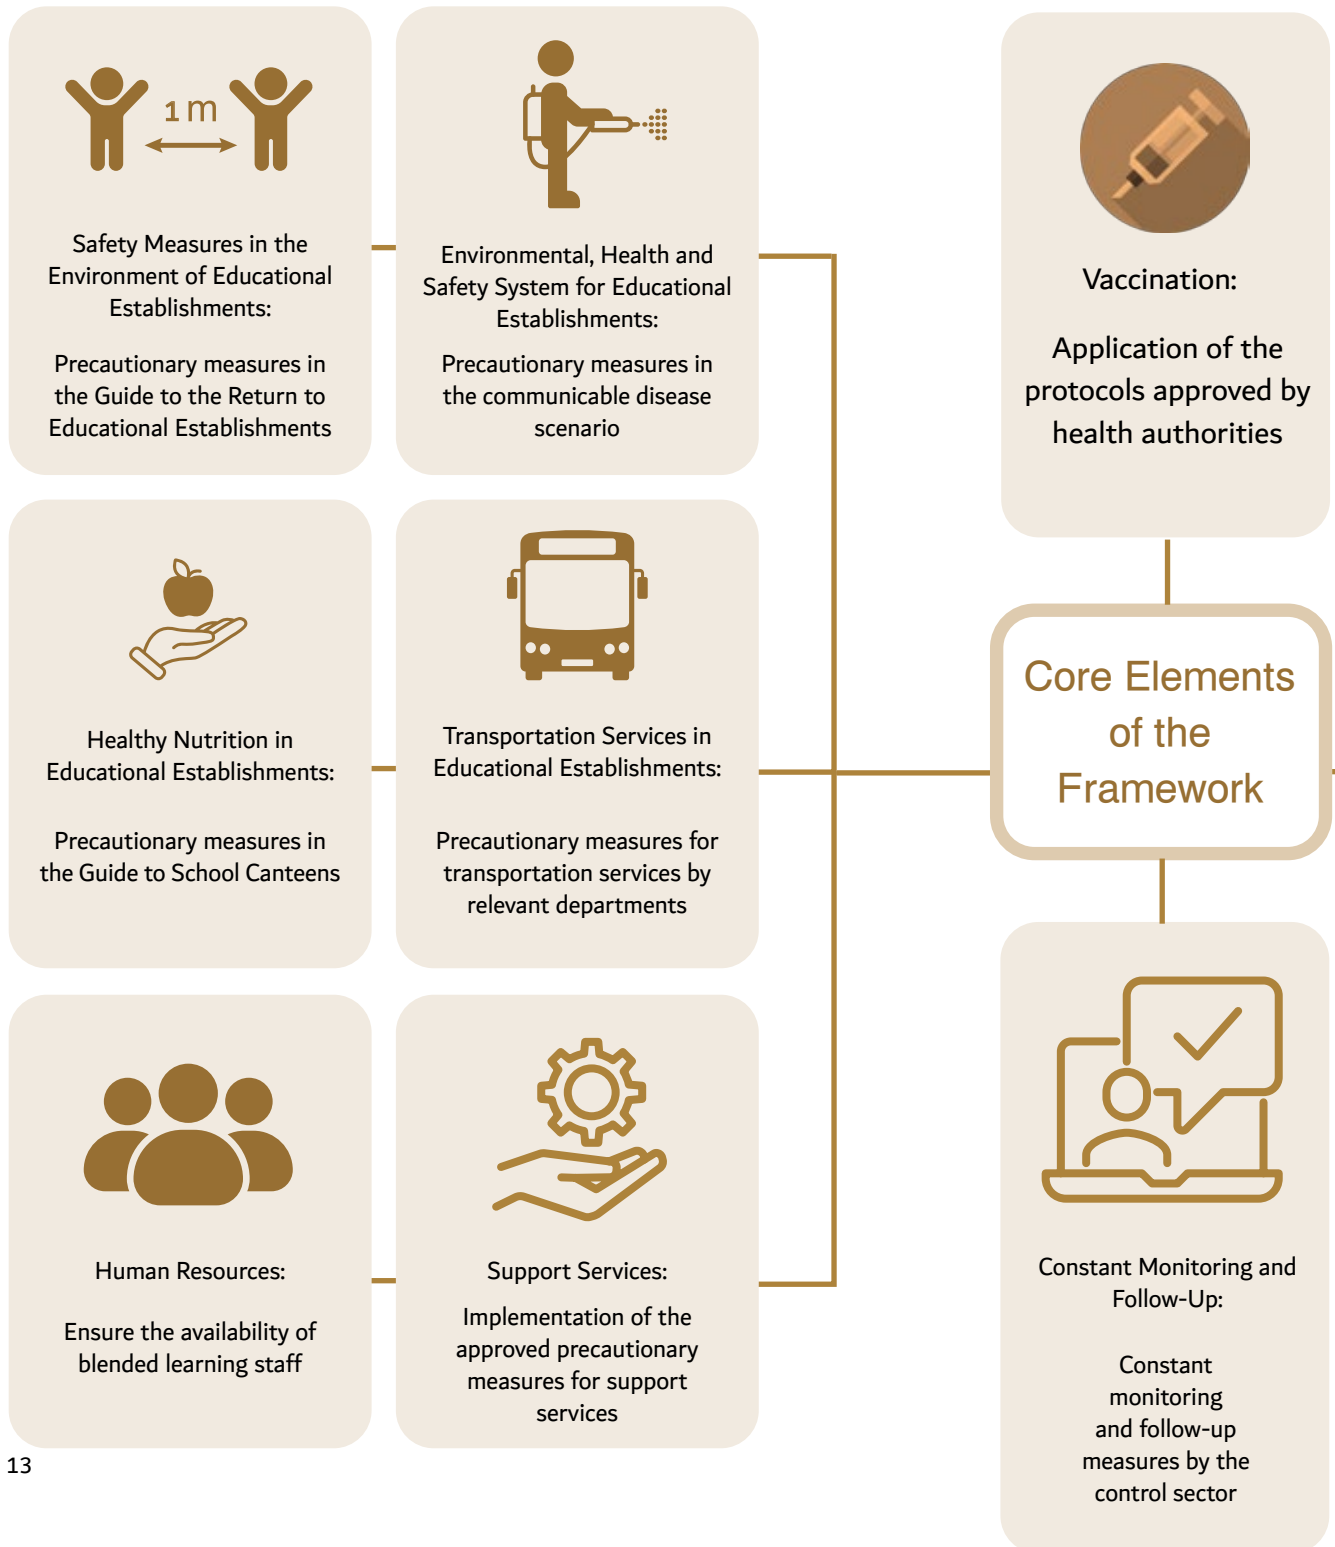 1 m
Safety Measures in the
Environment of Educational
Establishments:
Precautionary measures in
the Guide to the Return to
Educational Establishments
Environmental, Health and
Safety System for Educational
Establishments:
Precautionary measures in
the communicable disease
scenario
Vaccination:
Application of the
protocols approved by
health authorities
Healthy Nutrition in
Educational Establishments:
Precautionary measures in
the Guide to School Canteens
Transportation Services in
Educational Establishments:
Precautionary measures for
transportation services by
relevant departments
Core Elements
of the
Framework
Human Resources:
Ensure the availability of
blended learning staff
Support Services:
Implementation of the
approved precautionary
measures for support
services
Constant Monitoring and
Follow-Up:
Constant
monitoring
and follow-up
measures by the
control sector
13